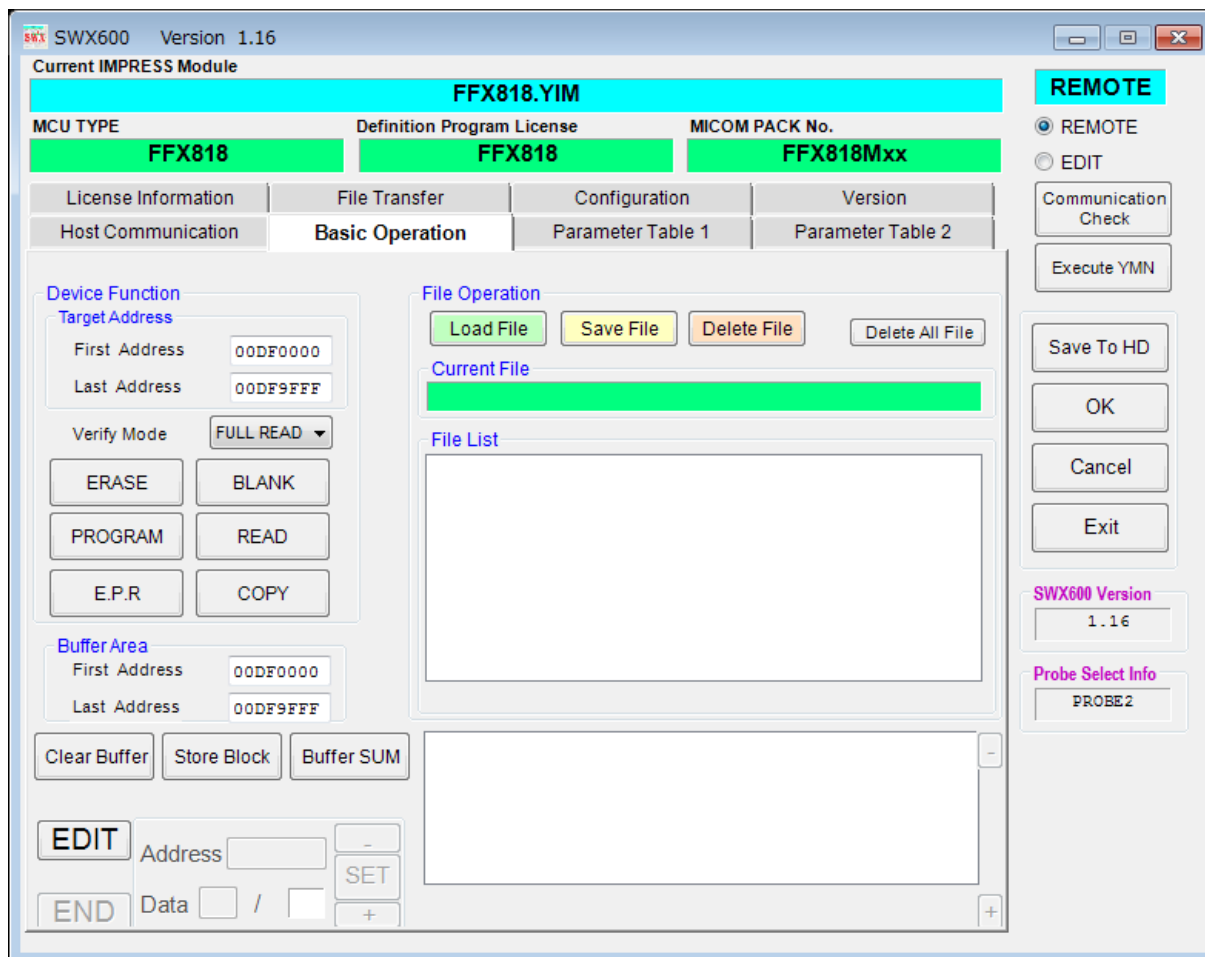 SWX SWX600 Version 1.16
Current IMPRESS Module
FFX818.YIM
MCU TYPE Definition Program License MICOM PACK No.
FFX818 FFX818 FFX818Mxx
License Information File Transfer Configuration Version
Host Communication Basic Operation Parameter Table 1 Parameter Table 2
Device Function
Target Address
First Address 00DF0000
Last Address 00DF9FFF
Verify Mode FULL READ
ERASE BLANK
PROGRAM READ
E.P.R COPY
Buffer Area
First Address 00DF0000
Last Address 00DF9FFF
Clear Buffer Store Block Buffer SUM
EDIT Address - SET
END Data / +
File Operation
Load File Save File Delete File Delete All File
Current File
File List
-
+
REMOTE
REMOTE
EDIT
Communication
Check
Execute YMN
Save To HD
OK
Cancel
Exit
SWX600 Version
1.16
Probe Select Info
PROBE2